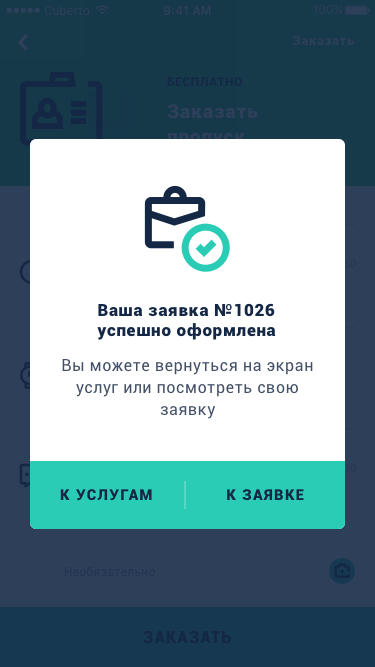 Cuberto 9:41 AM 100%
Заказать
БЕСПЛАТНО
Заказать
пропуск
Ваша заявка №1026
успешно оформлена
Вы можете вернуться на экран
услуг или посмотреть свою
заявку
К УСЛУГАМ К ЗАЯВКЕ
Необязательно
ЗАКАЗАТЬ